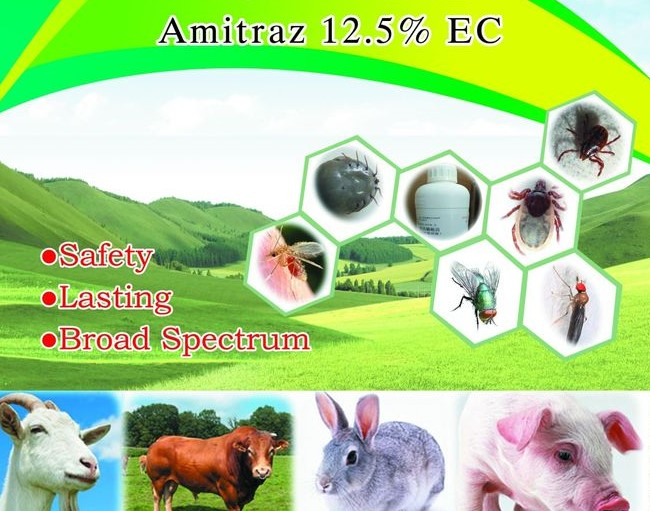 Amitraz 12.5% EC
●Safety
●Lasting
●Broad Spectrum